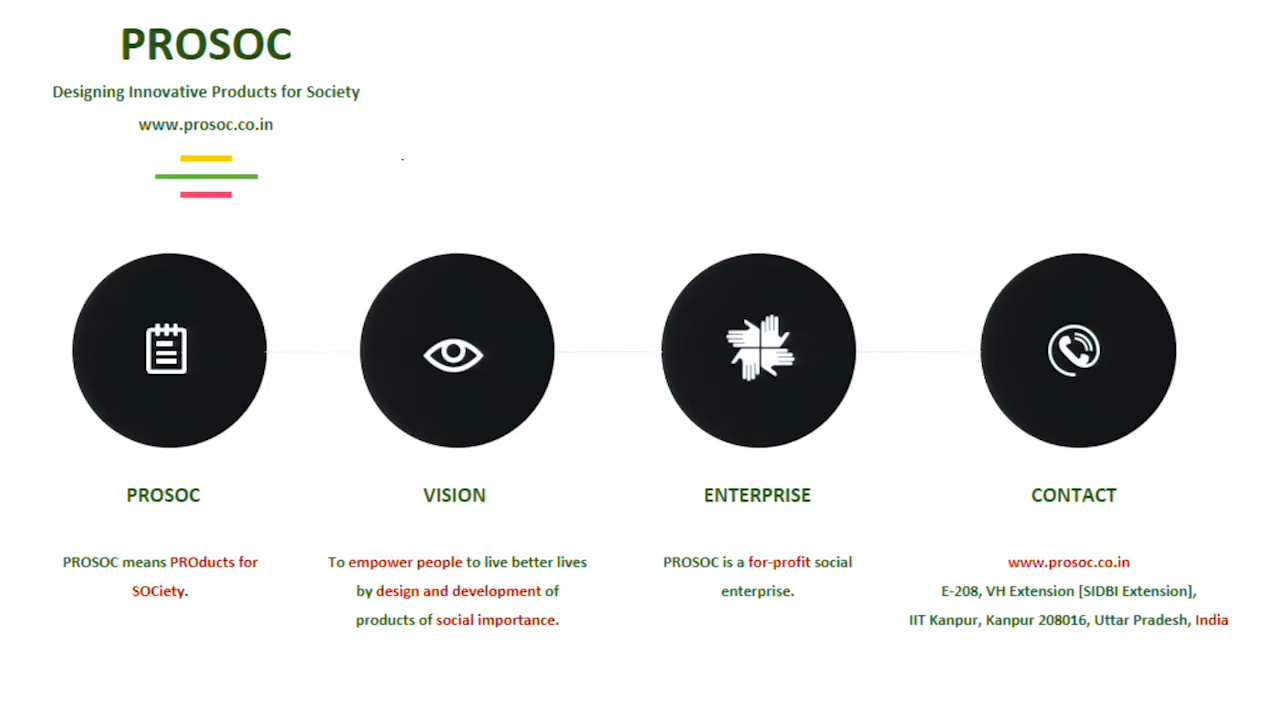 PROSOC
Designing Innovative Products for Society
www.prosoc.co.in
PROSOC
PROSOC means PROducts for
SOCiety.
VISION
To empower people to live better lives
by design and development of
products of social importance.
ENTERPRISE
PROSOC is a for-profit social
enterprise.
CONTACT
www.prosoc.co.in
E-208, VH Extension [SIDBI Extension],
IIT Kanpur, Kanpur 208016, Uttar Pradesh, India